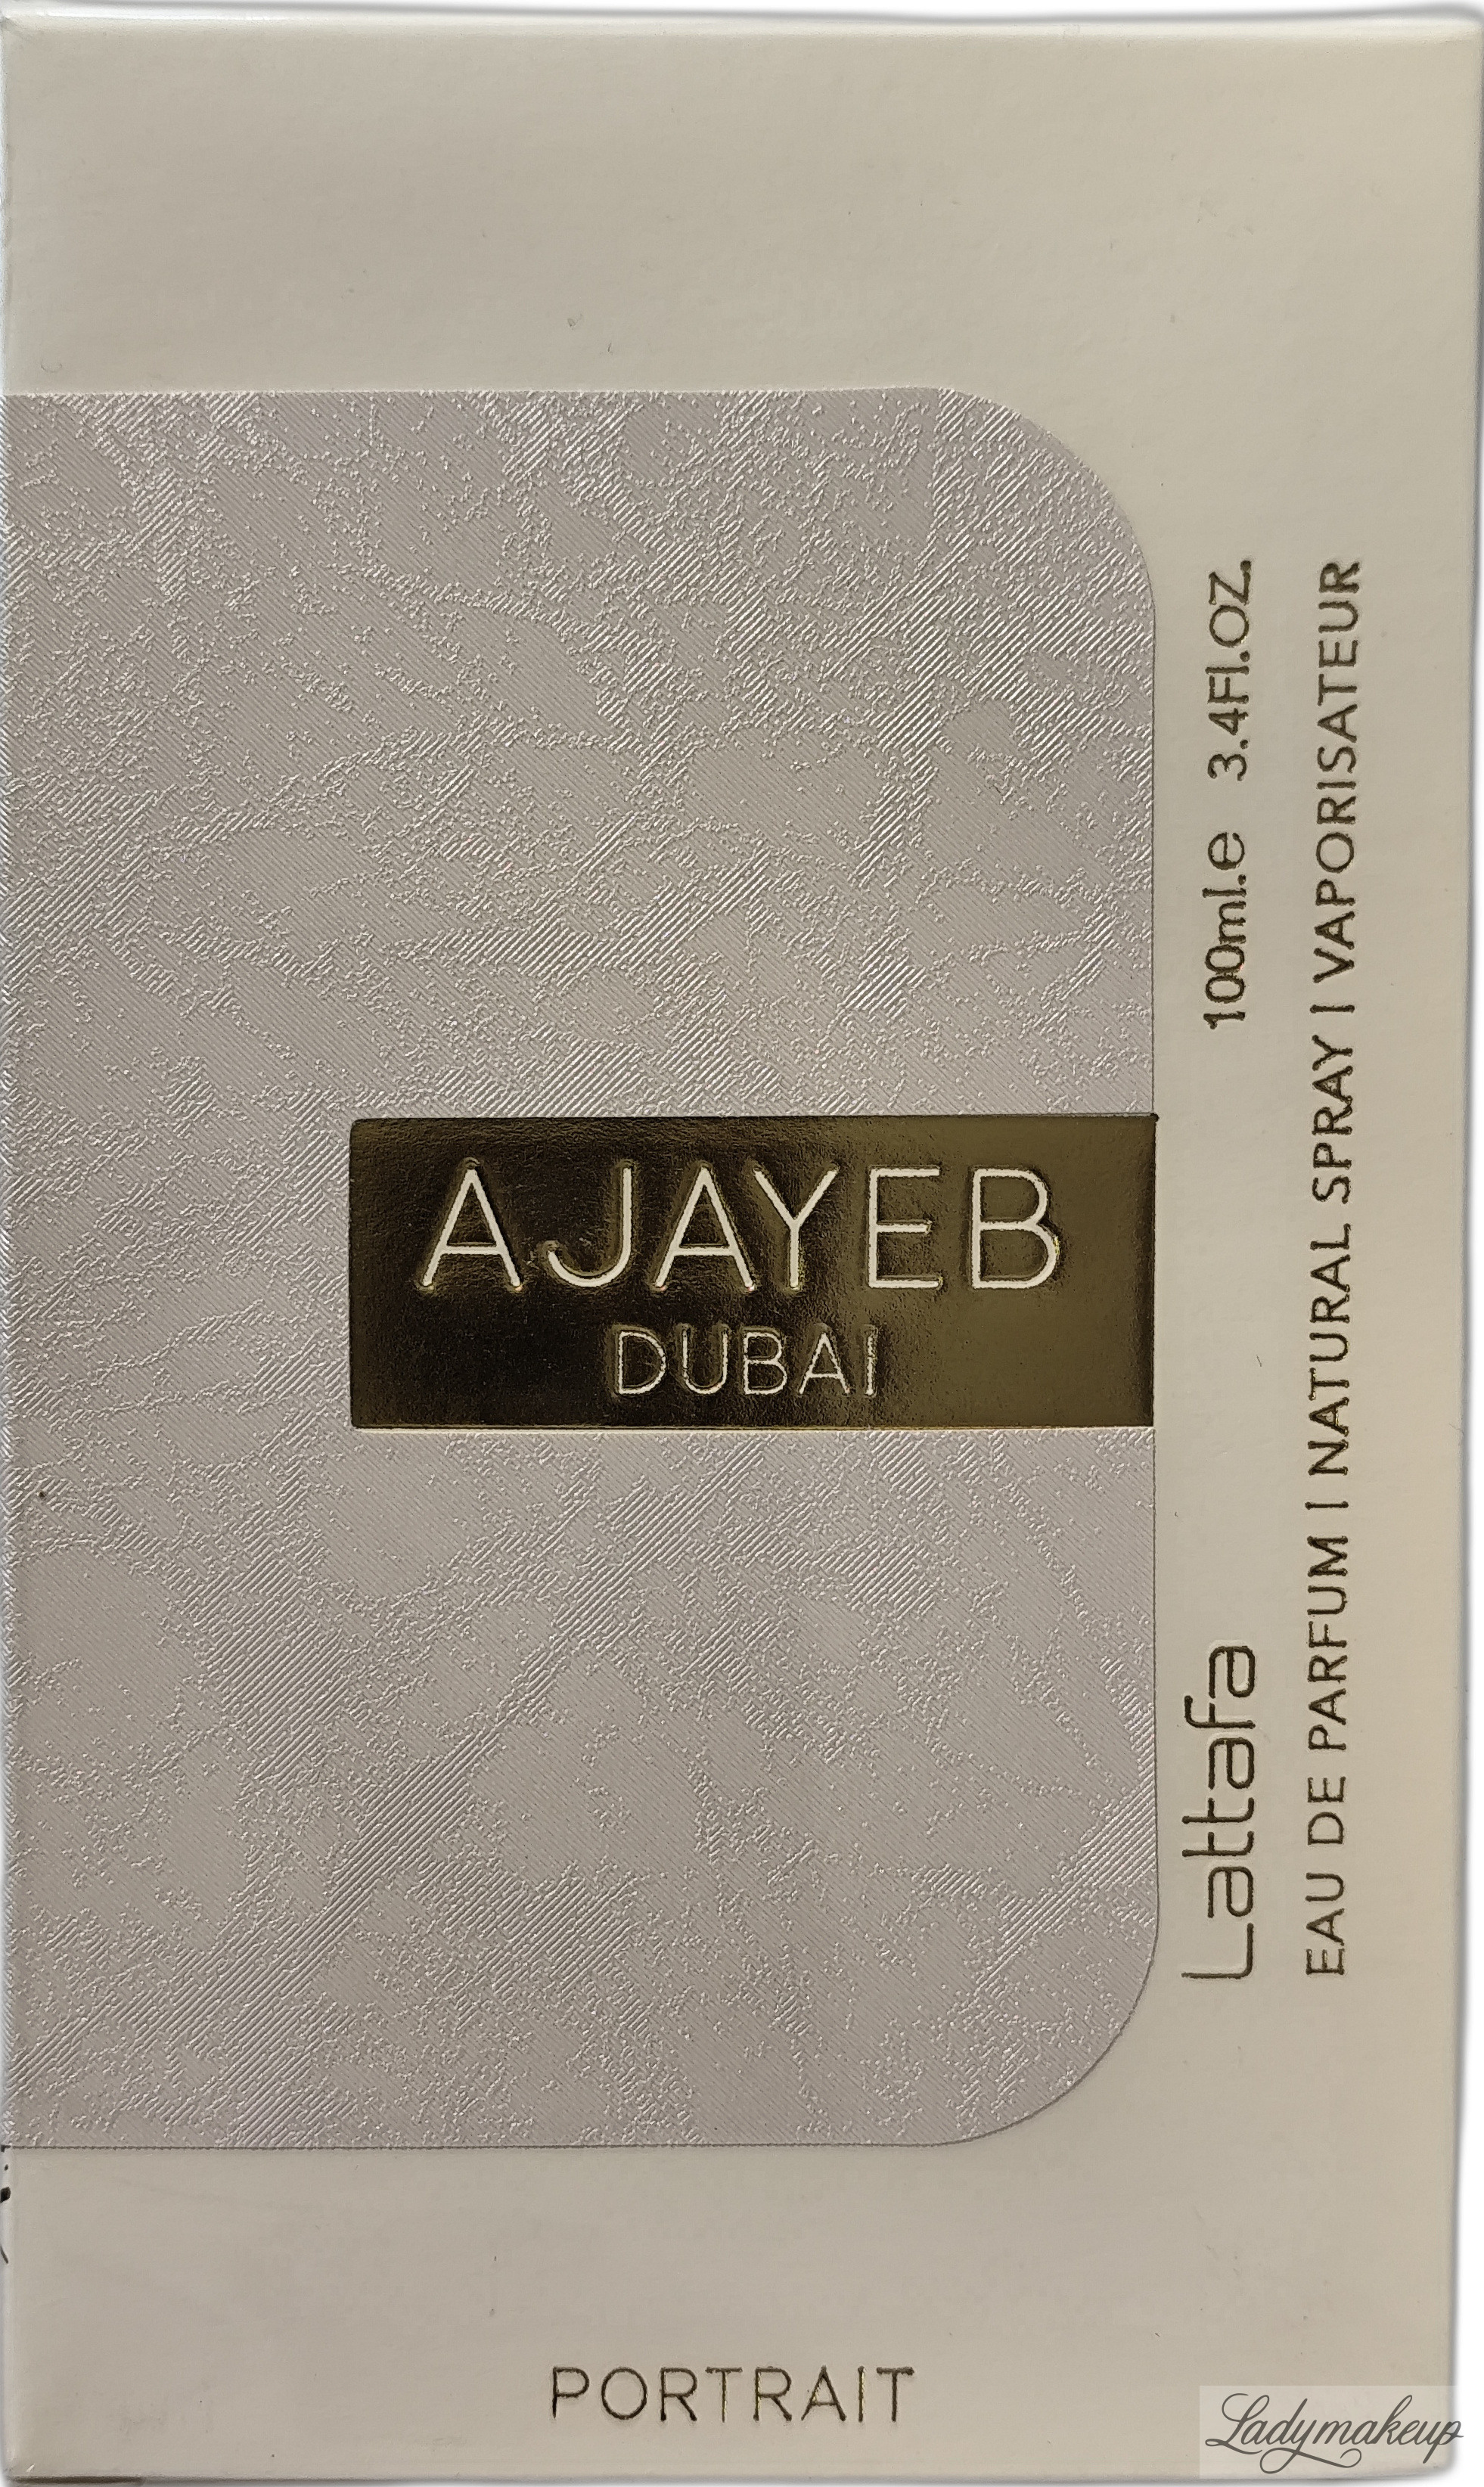 AJAYEB
DUBAI
Lattafa 100ml.e 3.4Fl.OZ.
EAU DE PARFUM | NATURAL SPRAY | VAPORISATEUR
PORTRAIT
Ladymakeup